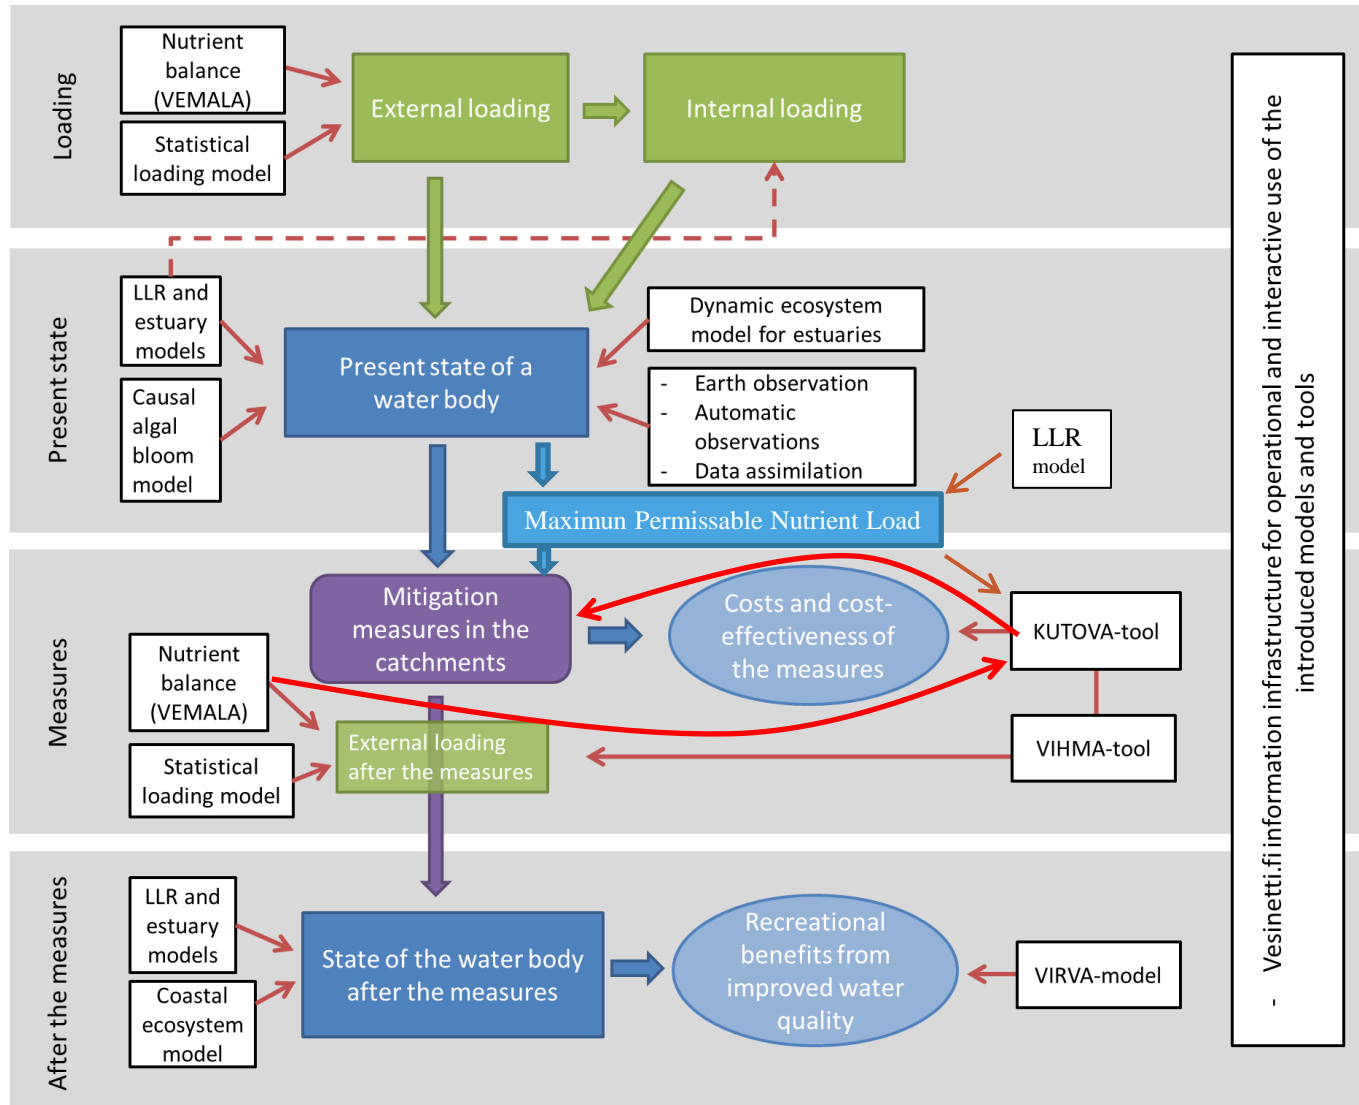 Loading
Nutrient
balance
(VEMALA)
Statistical
loading model
External loading
Internal loading
Present state
LLR and
estuary
models
Causal
algal
bloom
model
Present state of a
water body
Dynamic ecosystem
model for estuaries
- Earth observation
- Automatic
observations
- Data assimilation
LLR
model
Maximun Permissable Nutrient Load
Measures
Mitigation
measures in the
catchments
Costs and cost-
effectiveness of
the measures
KUTOVA-tool
Nutrient
balance
(VEMALA)
Statistical
loading model
External loading
after the measures
VIHMA-tool
After the measures
LLR and
estuary
models
Coastal
ecosystem
model
State of the water body
after the measures
Recreational
benefits from
improved water
quality
VIRVA-model
- Vesinetti.fi information infrastructure for operational and interactive use of the
introduced models and tools